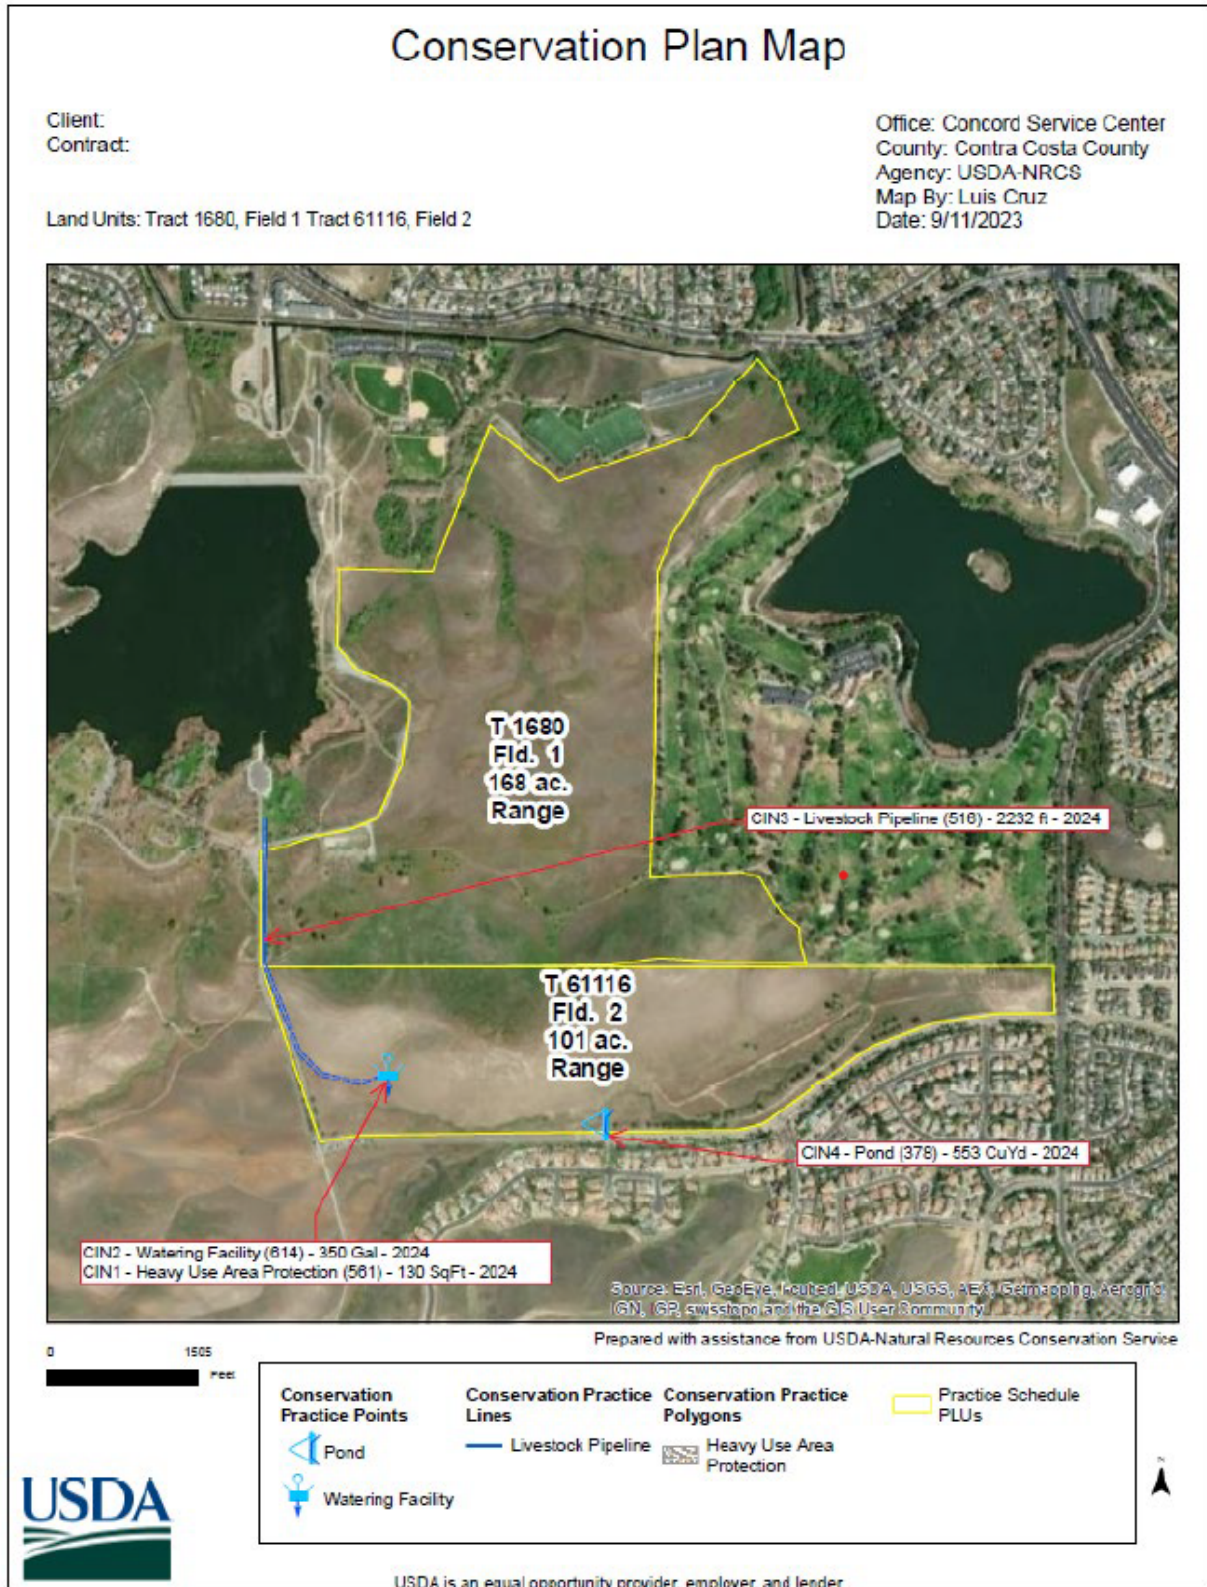 Conservation Plan Map
Client:
Contract:
Office: Concord Service Center
County: Contra Costa County
Agency: USDA-NRCS
Map By: Luis Cruz
Date: 9/11/2023
Land Units: Tract 1680, Field 1 Tract 61116, Field 2
T 1680
Fld. 1
168 ac.
Range
CIN3 - Livestock Pipeline (516) - 2232 ft - 2024
T 61116
Fld. 2
101 ac.
Range
CIN4 - Pond (378) - 553 CuYd - 2024
CIN2 - Watering Facility (614) - 350 Gal - 2024
CIN1 - Heavy Use Area Protection (561) - 130 SqFt - 2024
Source: Esri, GeoEye, i-cubed, USDA, USGS, AEX, Getmapping, Aerogrid,
IGN, IGP, swisstopo and the GIS User Community
Prepared with assistance from USDA-Natural Resources Conservation Service
0 1505
Feet
Conservation Practice Points
Pond
Watering Facility
Conservation Practice Lines
Livestock Pipeline
Conservation Practice Polygons
Heavy Use Area Protection
Practice Schedule PLUs
N
USDA
USDA is an equal opportunity provider, employer, and lender